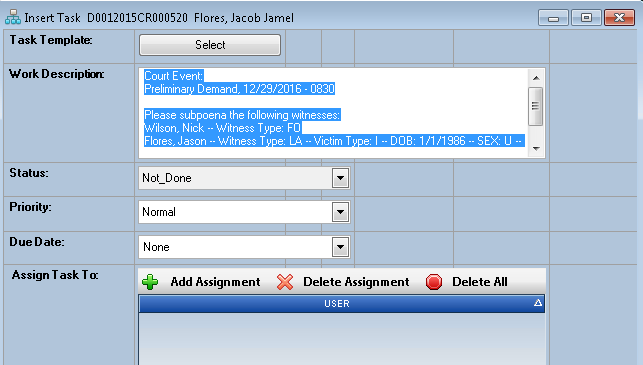 Insert Task D0012015CR000520 Flores, Jacob Jamel
Task Template:
Select
Work Description:
Court Event:
Preliminary Demand, 12/29/2016 - 0830
Please subpoena the following witnesses:
Wilson, Nick -- Witness Type: FO
Flores, Jason -- Witness Type: LA -- Victim Type: I -- DOB: 1/1/1986 -- SEX: U --
Status:
Not_Done
Priority:
Normal
Due Date:
None
Assign Task To:
Add Assignment Delete Assignment Delete All
USER